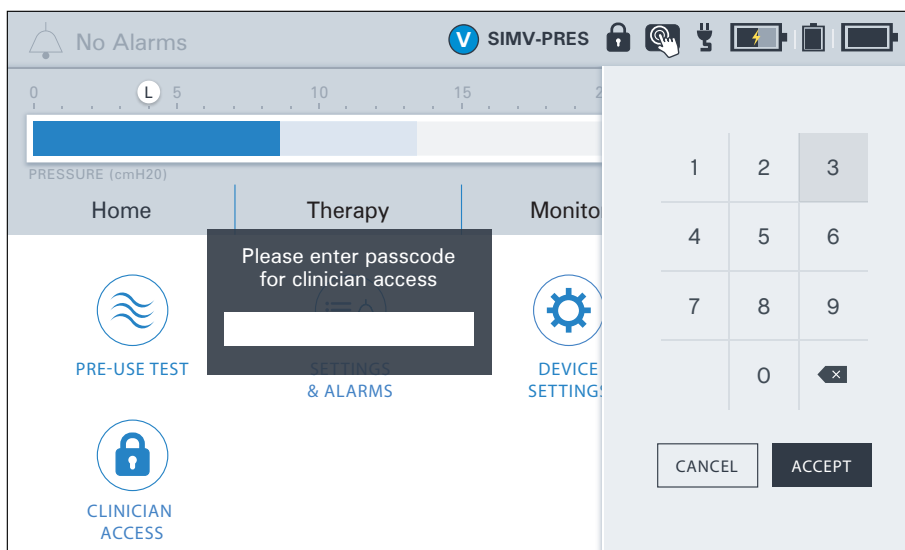 No Alarms
V SIMV-PRES
0 L 5 10 15 2
PRESSURE (cmH20)
Home Therapy Monito
Please enter passcode
for clinician access
PRE-USE TEST
SETTINGS
& ALARMS
DEVICE
SETTINGS
CLINICIAN
ACCESS
1 2 3
4 5 6
7 8 9
0
CANCEL ACCEPT